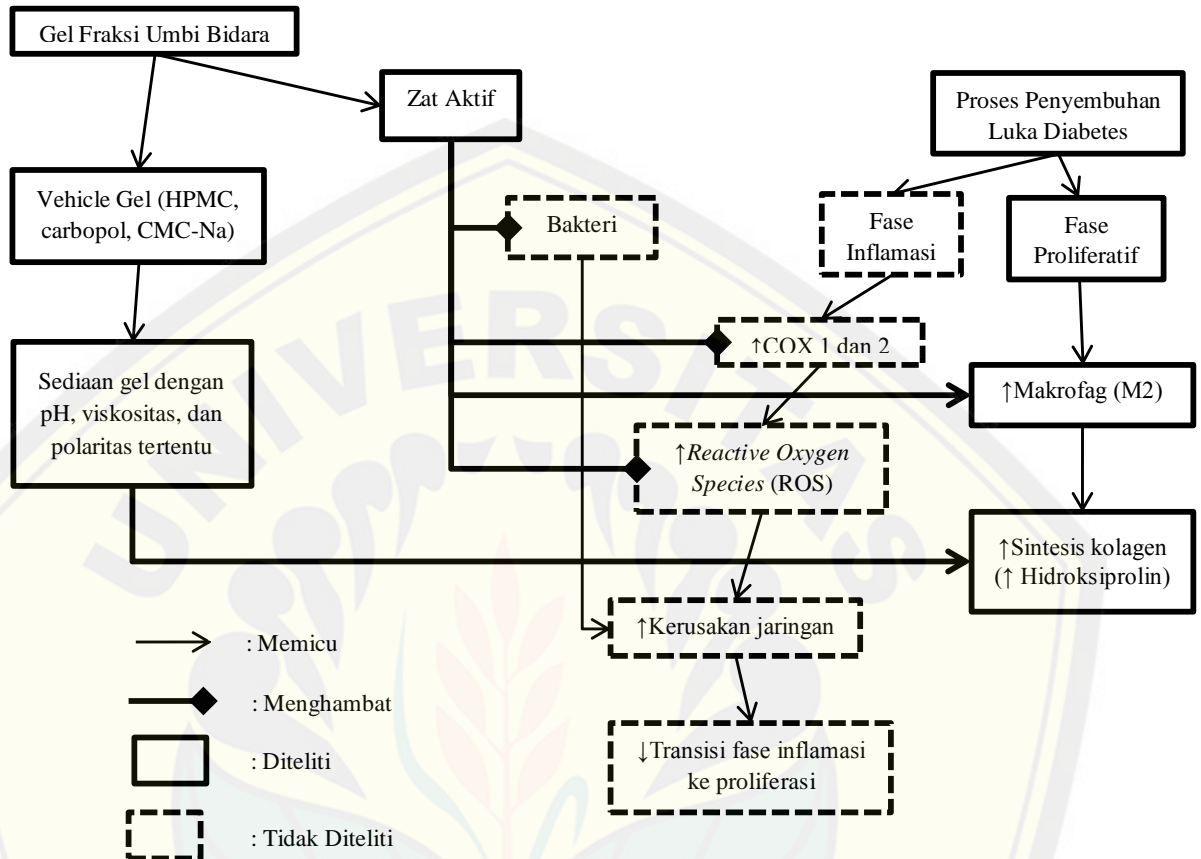 Gel Fraksi Umbi Bidara
Zat Aktif
Proses Penyembuhan
Luka Diabetes
Vehicle Gel (HPMC,
carbopol, CMC-Na)
Bakteri
Fase
Inflamasi
Fase
Proliferatif
Sediaan gel dengan
pH, viskositas, dan
polaritas tertentu
↑COX 1 dan 2
↑Makrofag (M2)
↑Reactive Oxygen
Species (ROS)
↑Sintesis kolagen
(↑ Hidroksiprolin)
↑Kerusakan jaringan
↓Transisi fase inflamasi
ke proliferasi
: Memicu
: Menghambat
: Diteliti
: Tidak Diteliti
UNIVERSITAS